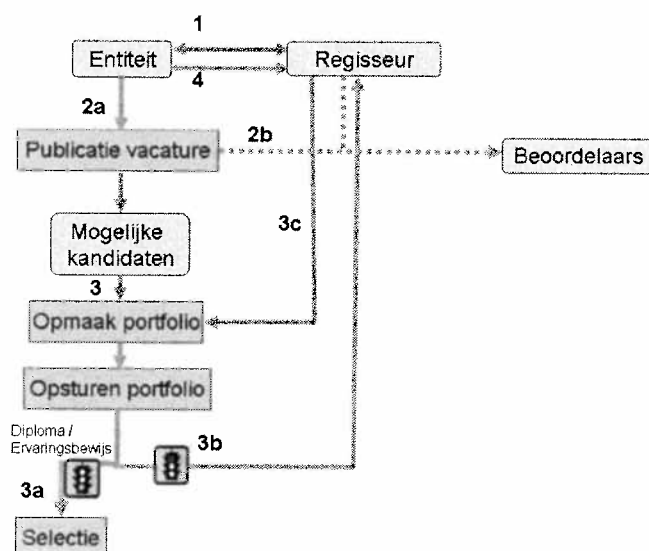 1
Entiteit
Regisseur
4
2a
2b
Publicatie vacature
Beoordelaars
Mogelijke
kandidaten
3c
3
Opmaak portfolio
Opsturen portfolio
Diploma /
Ervaringsbewijs
3b
3a
Selectie